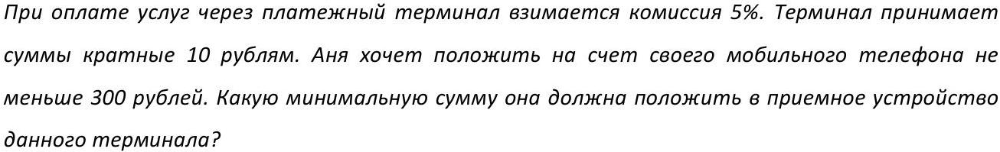 При оплате услуг через платежный терминал взимается комиссия 5%. Терминал принимает
суммы кратные 10 рублям. Аня хочет положить на счет своего мобильного телефона не
меньше 300 рублей. Какую минимальную сумму она должна положить в приемное устройство
данного терминала?